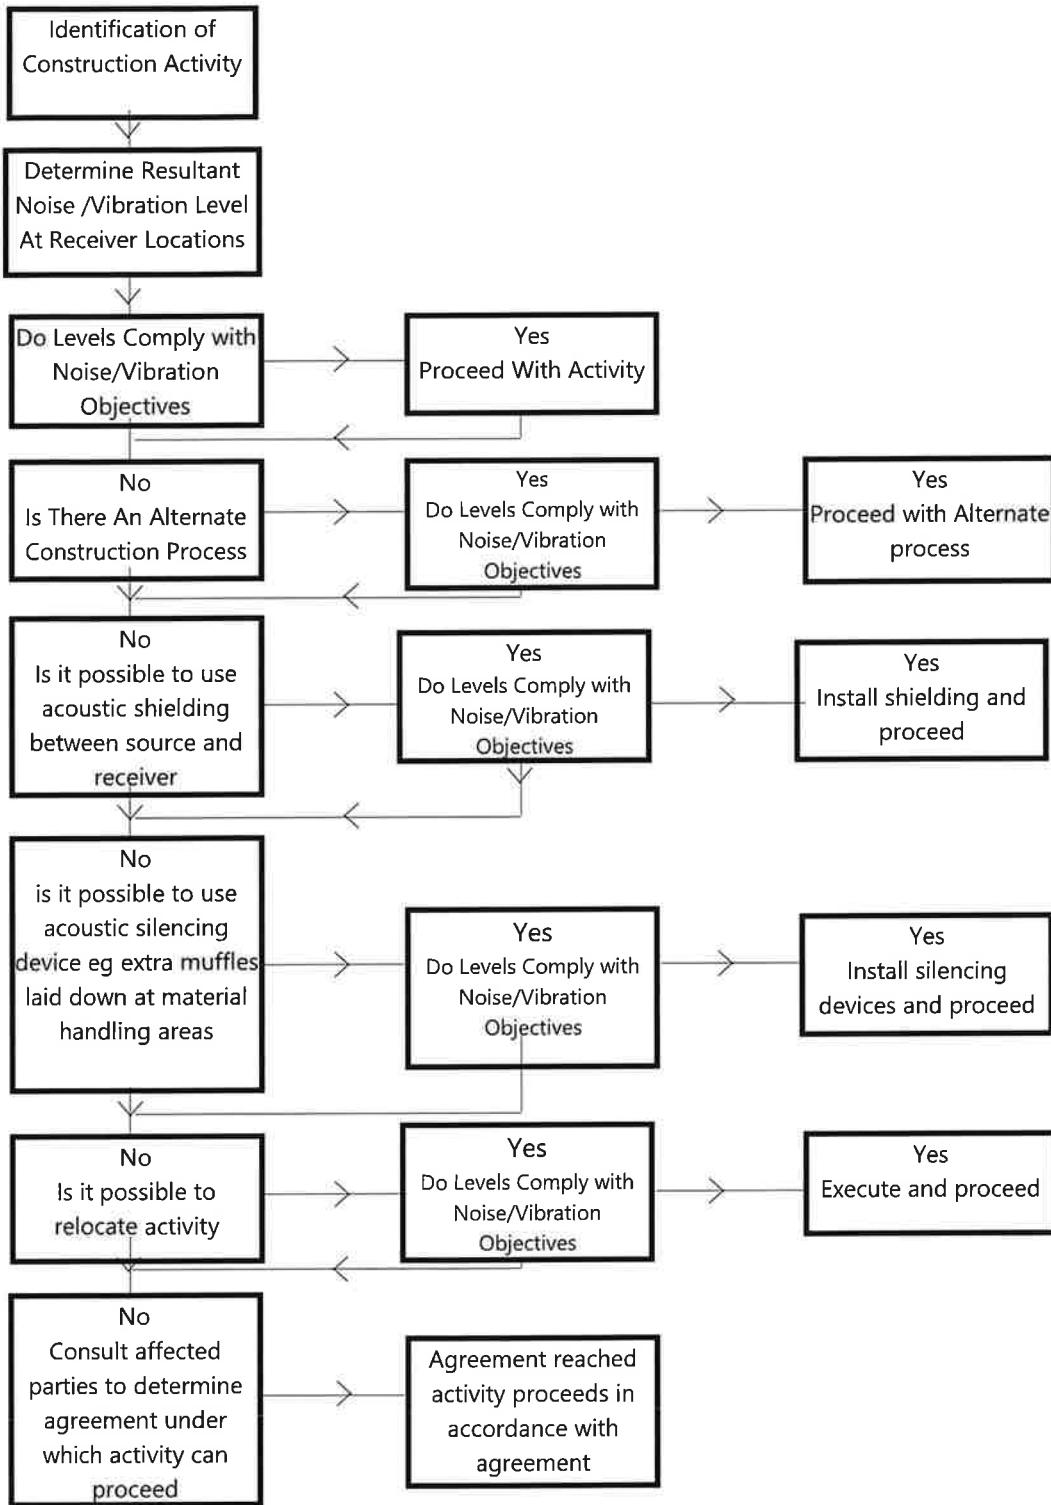 Identification of
Construction Activity
Determine Resultant
Noise /Vibration Level
At Receiver Locations
Do Levels Comply with
Noise/Vibration
Objectives
Yes
Proceed With Activity
No
Is There An Alternate
Construction Process
Yes
Do Levels Comply with
Noise/Vibration
Objectives
Yes
Proceed with Alternate
process
No
Is it possible to use
acoustic shielding
between source and
receiver
Yes
Do Levels Comply with
Noise/Vibration
Objectives
Yes
Install shielding and
proceed
No
is it possible to use
acoustic silencing
device eg extra muffles
laid down at material
handling areas
Yes
Do Levels Comply with
Noise/Vibration
Objectives
Yes
Install silencing
devices and proceed
No
Is it possible to
relocate activity
Yes
Do Levels Comply with
Noise/Vibration
Objectives
Yes
Execute and proceed
No
Consult affected
parties to determine
agreement under
which activity can
proceed
Agreement reached
activity proceeds in
accordance with
agreement